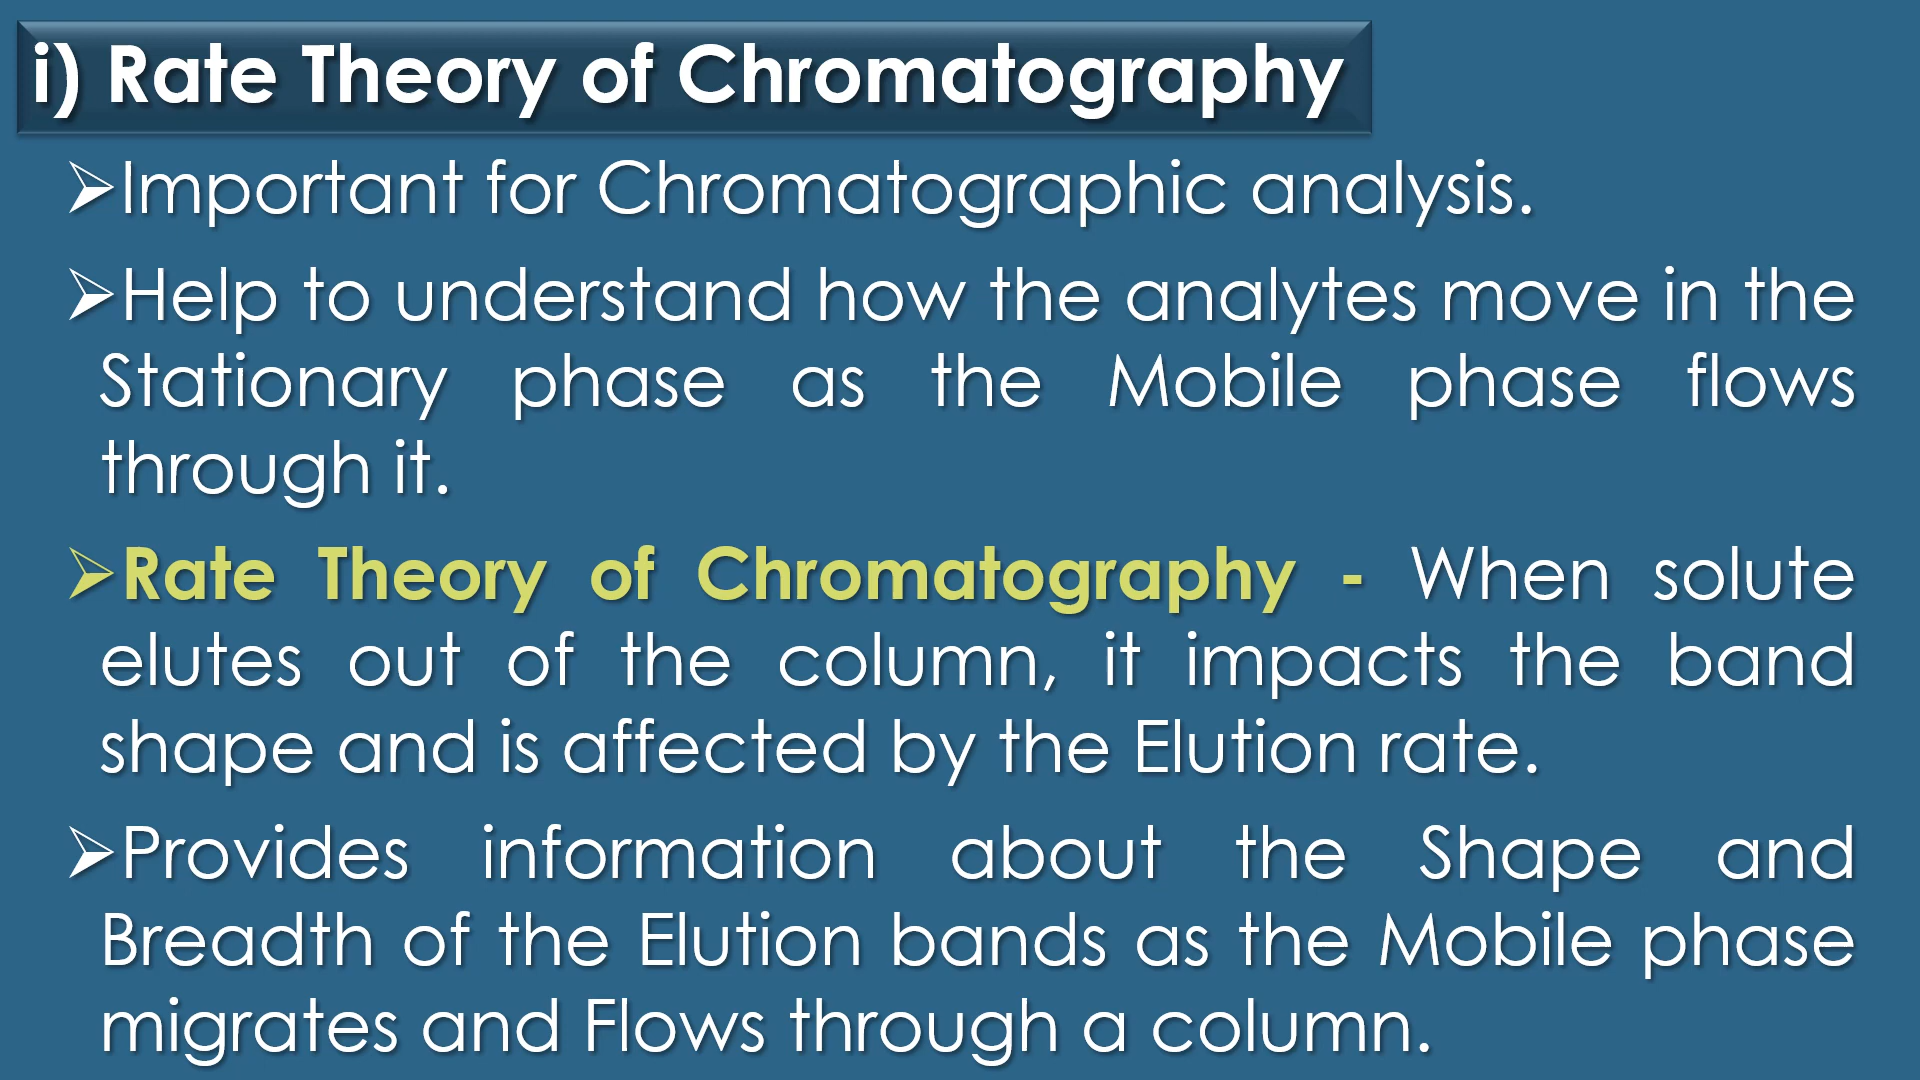 i) Rate Theory of Chromatography
➢Important for Chromatographic analysis.
➢Help to understand how the analytes move in the
Stationary phase as the Mobile phase flows
through it.
➢Rate Theory of Chromatography - When solute
elutes out of the column, it impacts the band
shape and is affected by the Elution rate.
➢Provides information about the Shape and
Breadth of the Elution bands as the Mobile phase
migrates and Flows through a column.